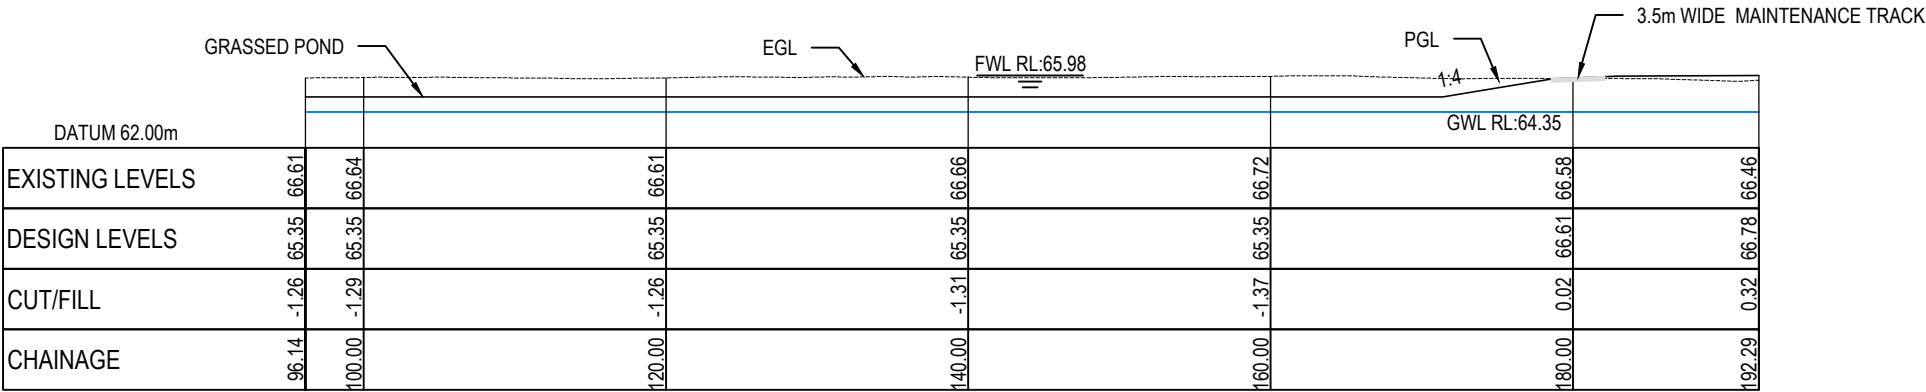 3.5m WIDE MAINTENANCE TRACK
GRASSED POND
EGL
PGL
FWL RL:65.98
1:4
GWL RL:64.35
DATUM 62.00m
EXISTING LEVELS 66.61 66.64 66.61 66.66 66.72 66.58 66.46
DESIGN LEVELS 65.35 65.35 65.35 65.35 65.35 66.61 66.78
CUT/FILL -1.26 -1.29 -1.26 -1.31 -1.37 0.02 0.32
CHAINAGE 96.14 100.00 120.00 140.00 160.00 180.00 192.29